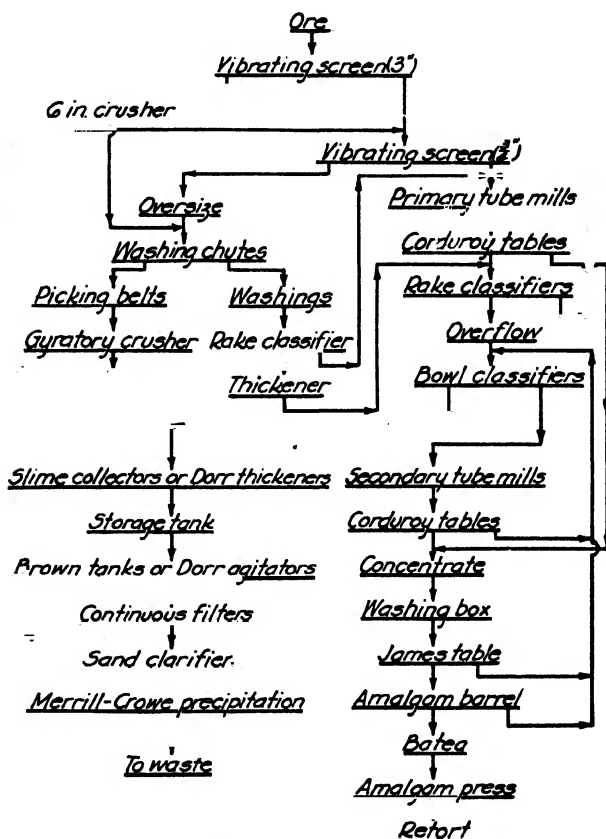 Ore
Vibrating screen(3")
6 in. crusher
Vibrating screen(3/2")
Primary tube mills
Oversize
Washing chutes
Corduroy tables
Picking belts
Washings
Rake classifiers
Gyratory crusher
Rake classifier
Overflow
Thickener
Bowl classifiers
Slime collectors or Dorr thickeners
Secondary tube mills
Storage tank
Corduroy tables
Brown tanks or Dorr agitators
Concentrate
Continuous filters
Washing box
Sand clarifier.
James table
Merrill-Crowe precipitation
Amalgam barrel
To waste
Batea
Amalgam press
Retort